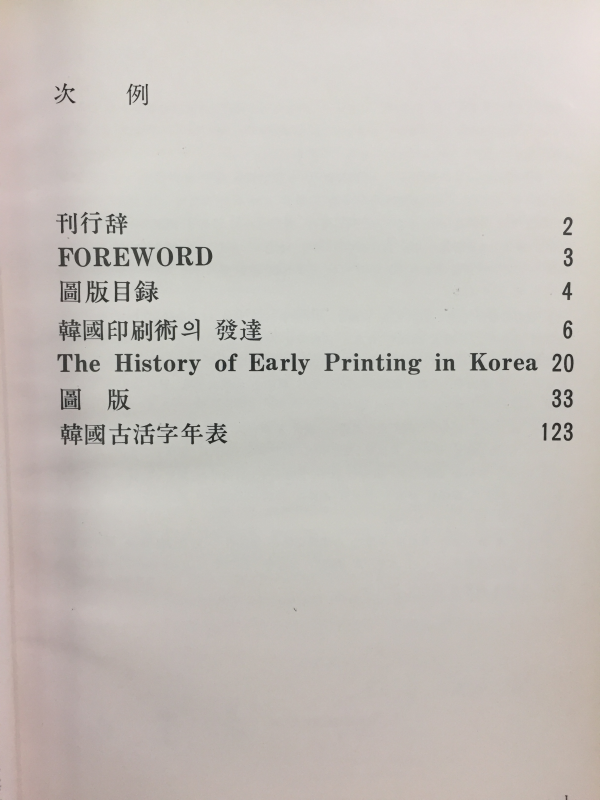 次 例
刊行辞 2
FOREWORD 3
圖版目録 4
韓國印刷術의 發達 6
The History of Early Printing in Korea 20
圖 版 33
韓國古活字年表 123
1